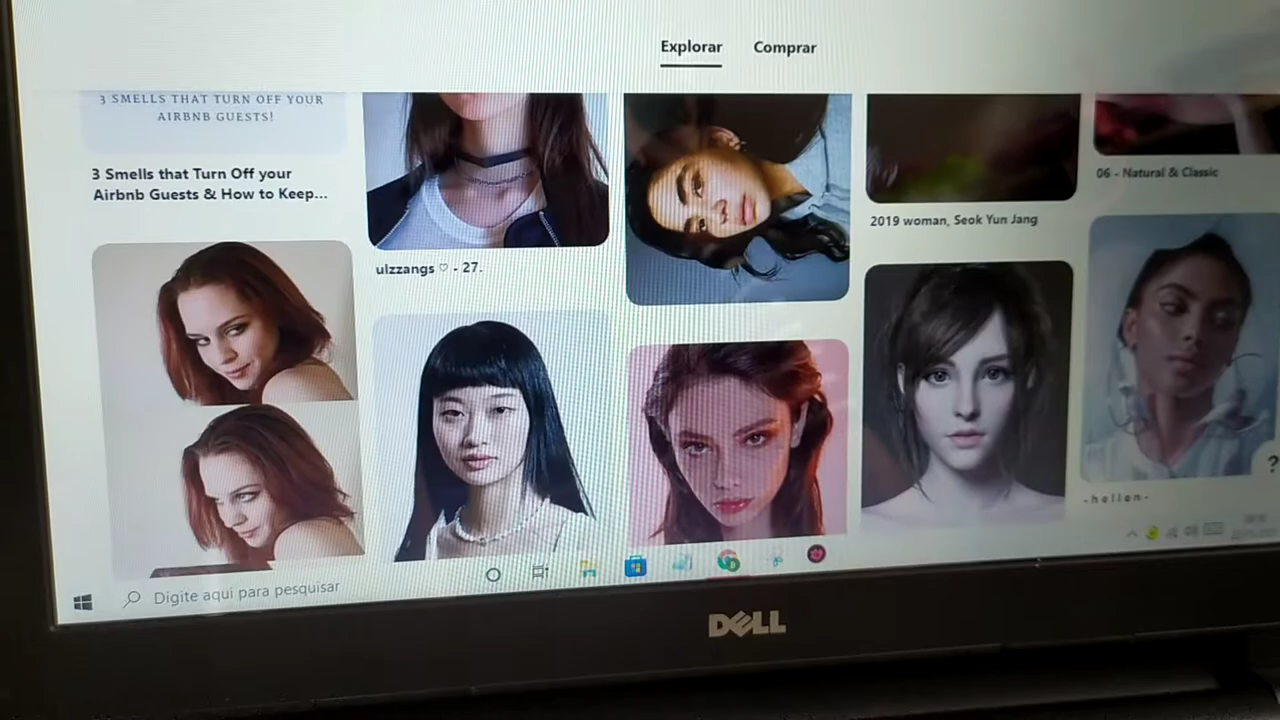 Explorar
Comprar
3 SMELLS THAT TURN OFF YOUR
AIRBNB GUESTS!
3 Smells that Turn Off your
Airbnb Guests & How to Keep...
ulzzangs ♡ - 27.
2019 woman, Seok Yun Jang
06 - Natural & Classic
-hellen-
?
Digite aqui para pesquisar
DELL